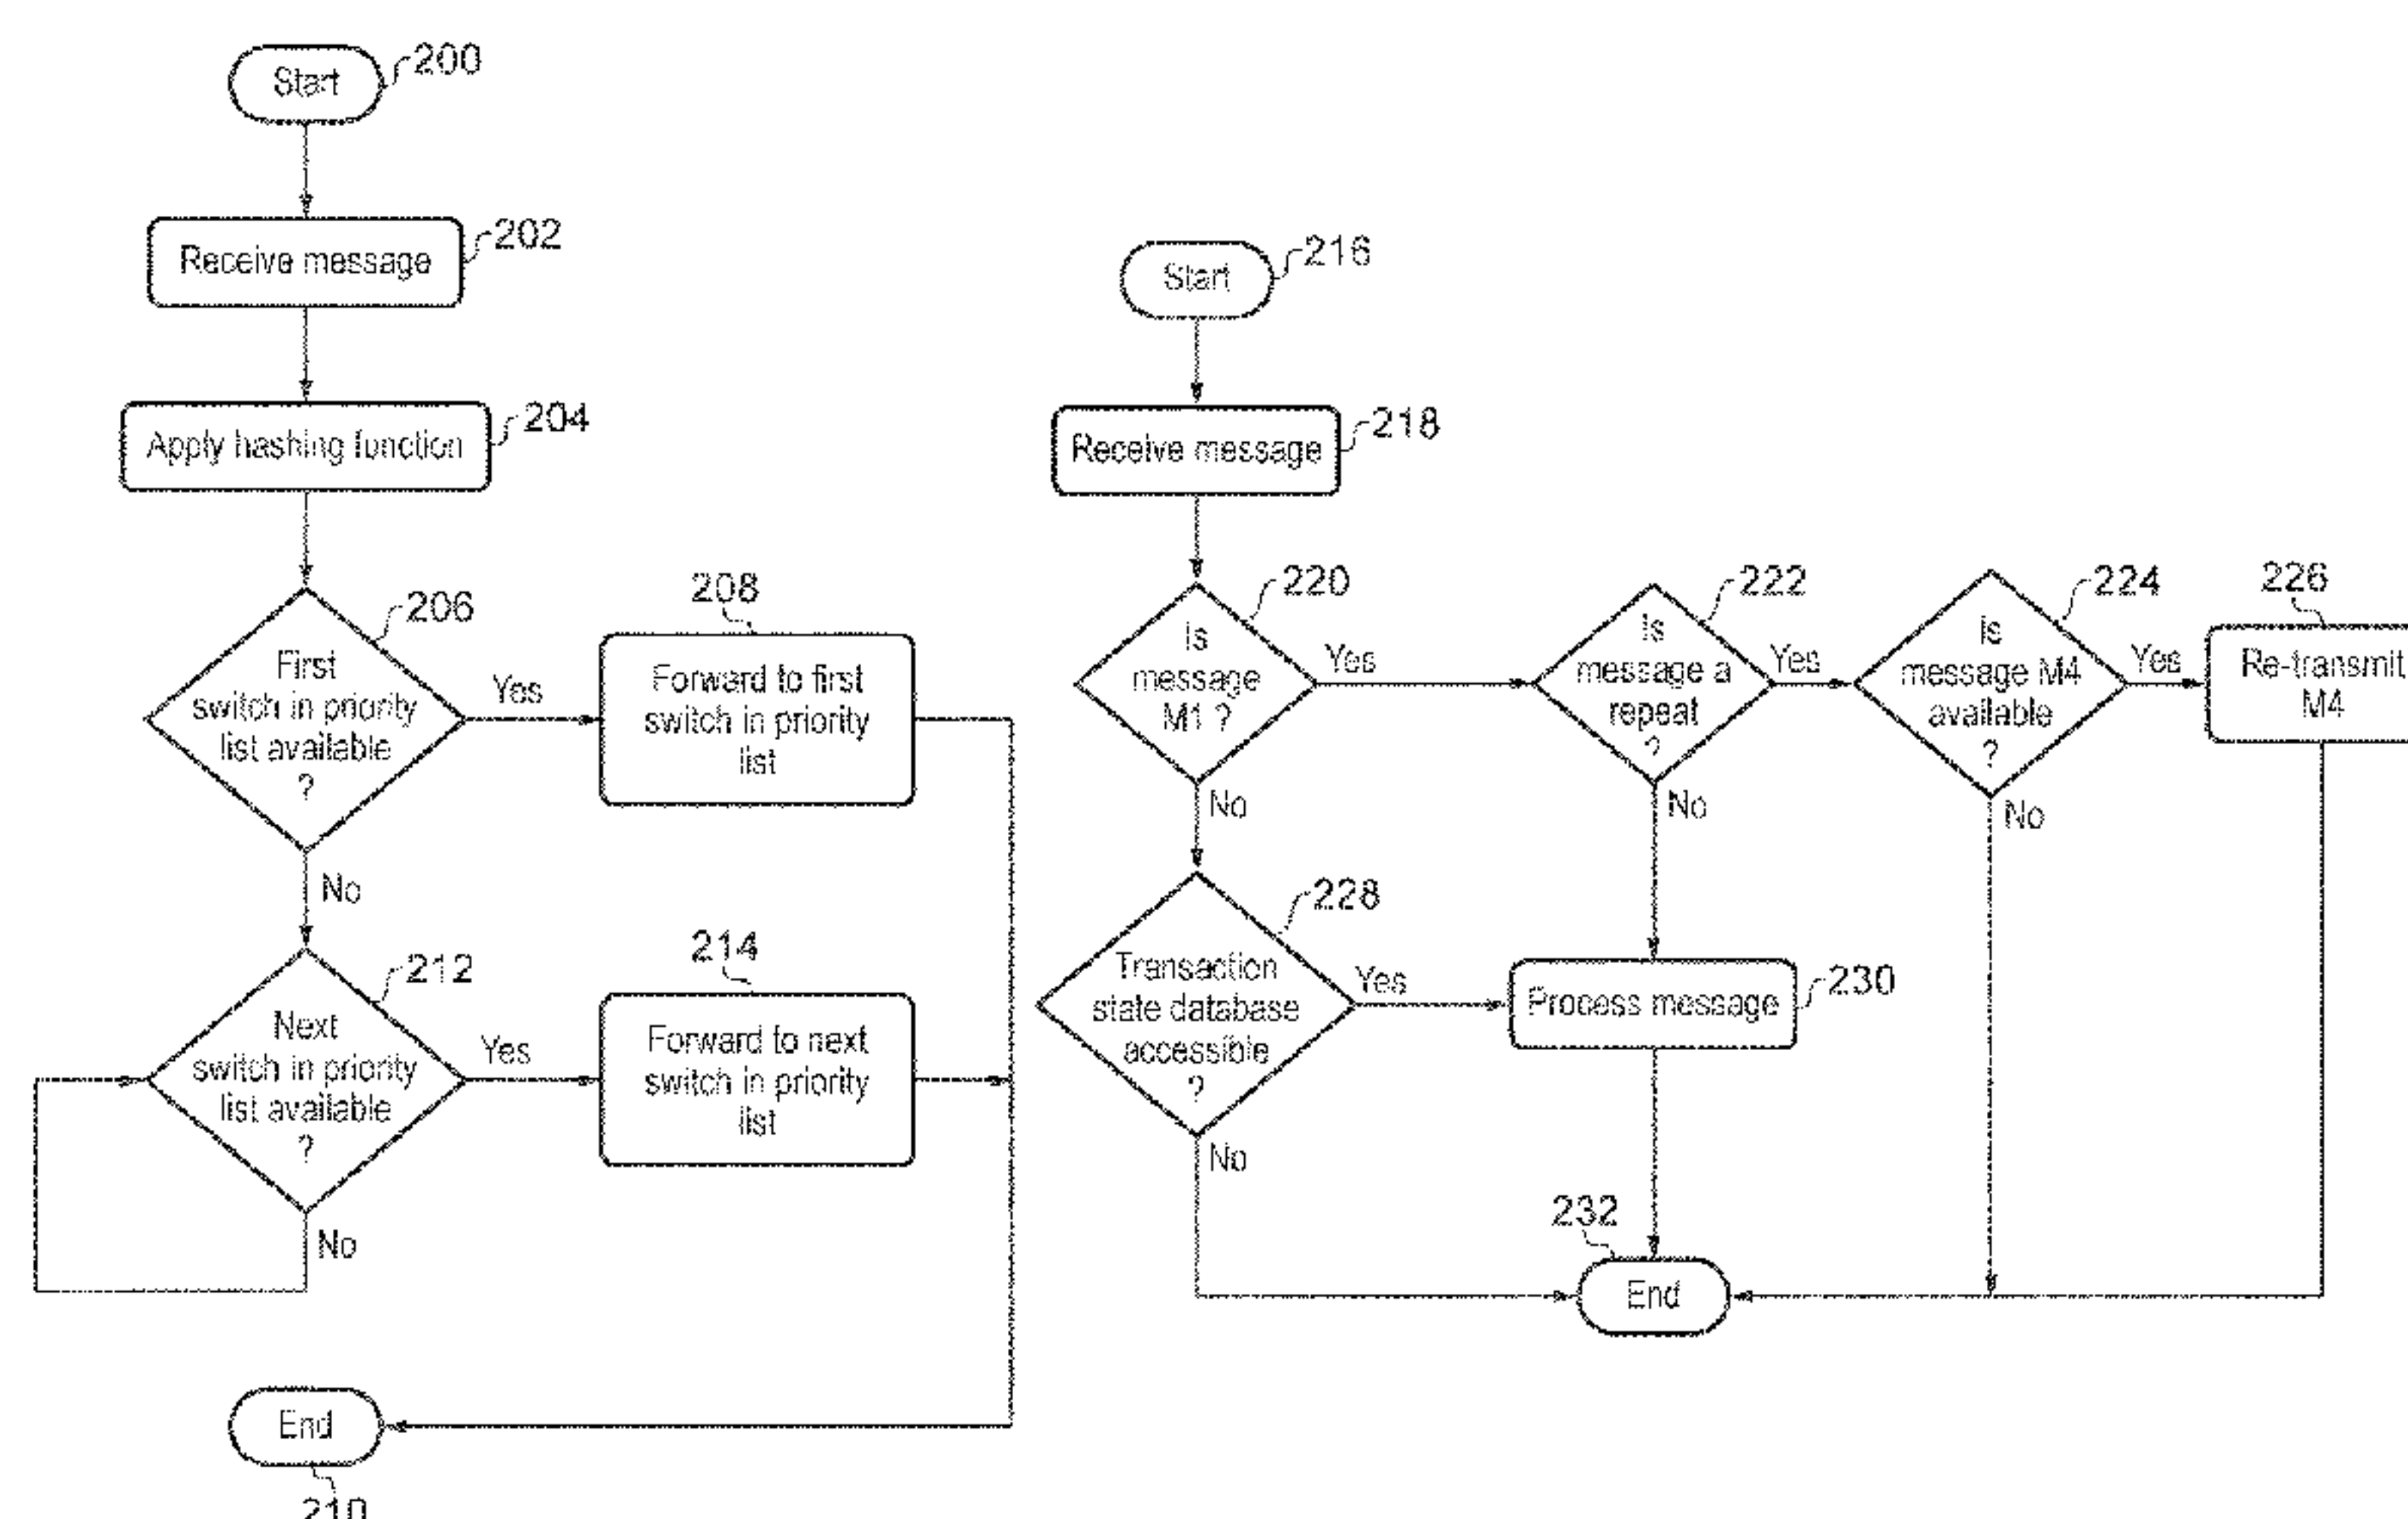 Start
200
Receive message
202
Apply hashing function
204
206
First
switch in priority
list available
?
Yes
No
208
Forward to first
switch in priority
list
212
Next
switch in priority
list available
?
Yes
No
214
Forward to next
switch in priority
list
End
210
Start
216
Receive message
218
220
Is
message
M1 ?
Yes
No
222
Is
message a
repeat
?
Yes
No
224
Is
message M4
available
?
Yes
No
226
Re-transmit
M4
228
Transaction
state database
accessible
?
Yes
No
Process message
230
232
End